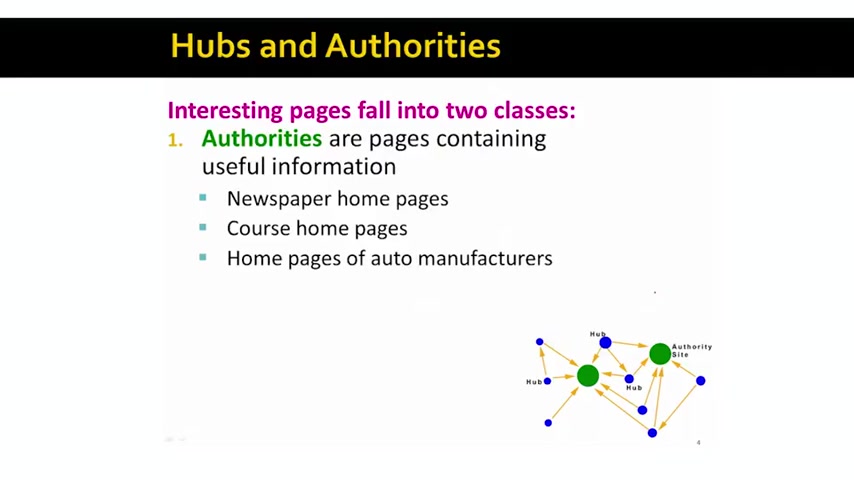 Hubs and Authorities
Interesting pages fall into two classes:
1. Authorities are pages containing
useful information
▪ Newspaper home pages
▪ Course home pages
▪ Home pages of auto manufacturers
Hub
Authority
Site
Hub
Hub
4